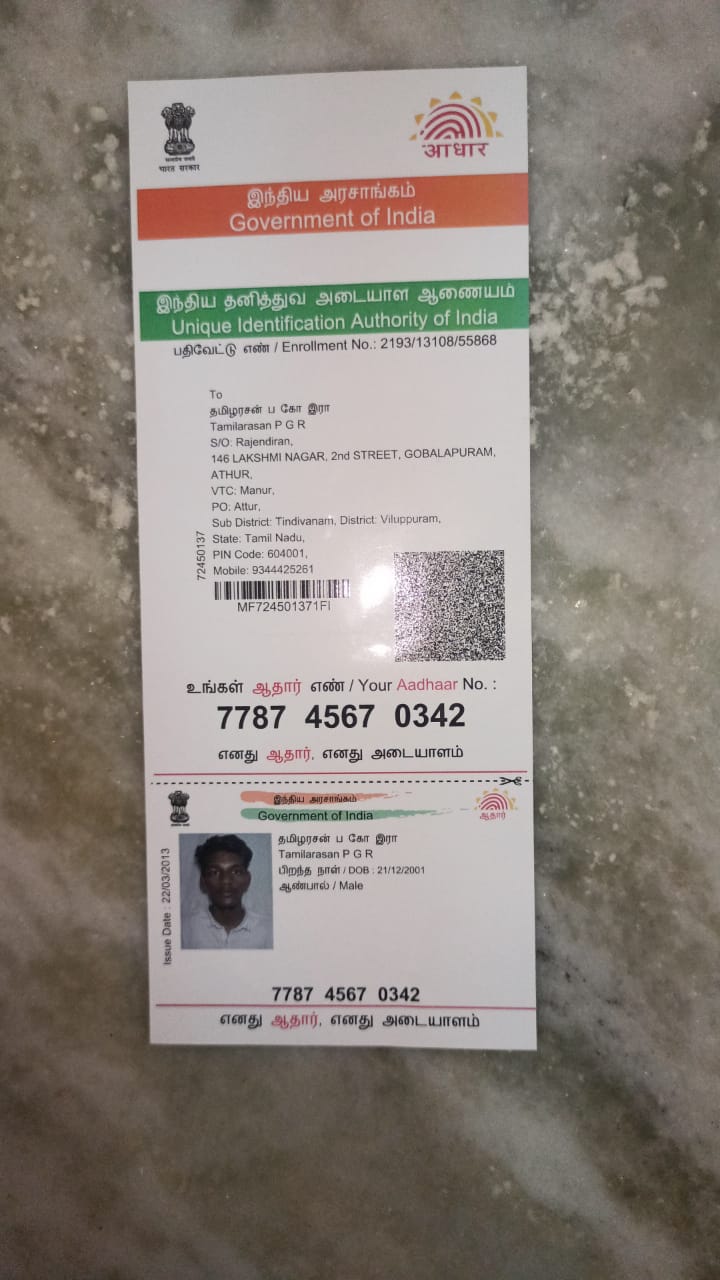 सत्यमेव जयते
भारत सरकार
आधार
இந்திய அரசாங்கம்
Government of India
இந்திய தனித்துவ அடையாள ஆணையம்
Unique Identification Authority of India
பதிவேட்டு எண் / Enrollment No.: 2193/13108/55868
To
தமிழரசன் ப கோ இரா
Tamilarasan P G R
S/O: Rajendiran,
146 LAKSHMI NAGAR, 2nd STREET, GOBALAPURAM,
ATHUR,
VTC: Manur,
PO: Attur,
Sub District: Tindivanam, District: Viluppuram,
State: Tamil Nadu,
PIN Code: 604001,
Mobile: 9344425261
72450137
MF724501371FI
உங்கள் ஆதார் எண் / Your Aadhaar No. :
7787 4567 0342
எனது ஆதார், எனது அடையாளம்
இந்திய அரசாங்கம்
Government of India
ஆதார்
தமிழரசன் ப கோ இரா
Tamilarasan P G R
பிறந்த நாள் / DOB : 21/12/2001
ஆண்பால் / Male
Issue Date : 22/03/2013
7787 4567 0342
எனது ஆதார், எனது அடையாளம்